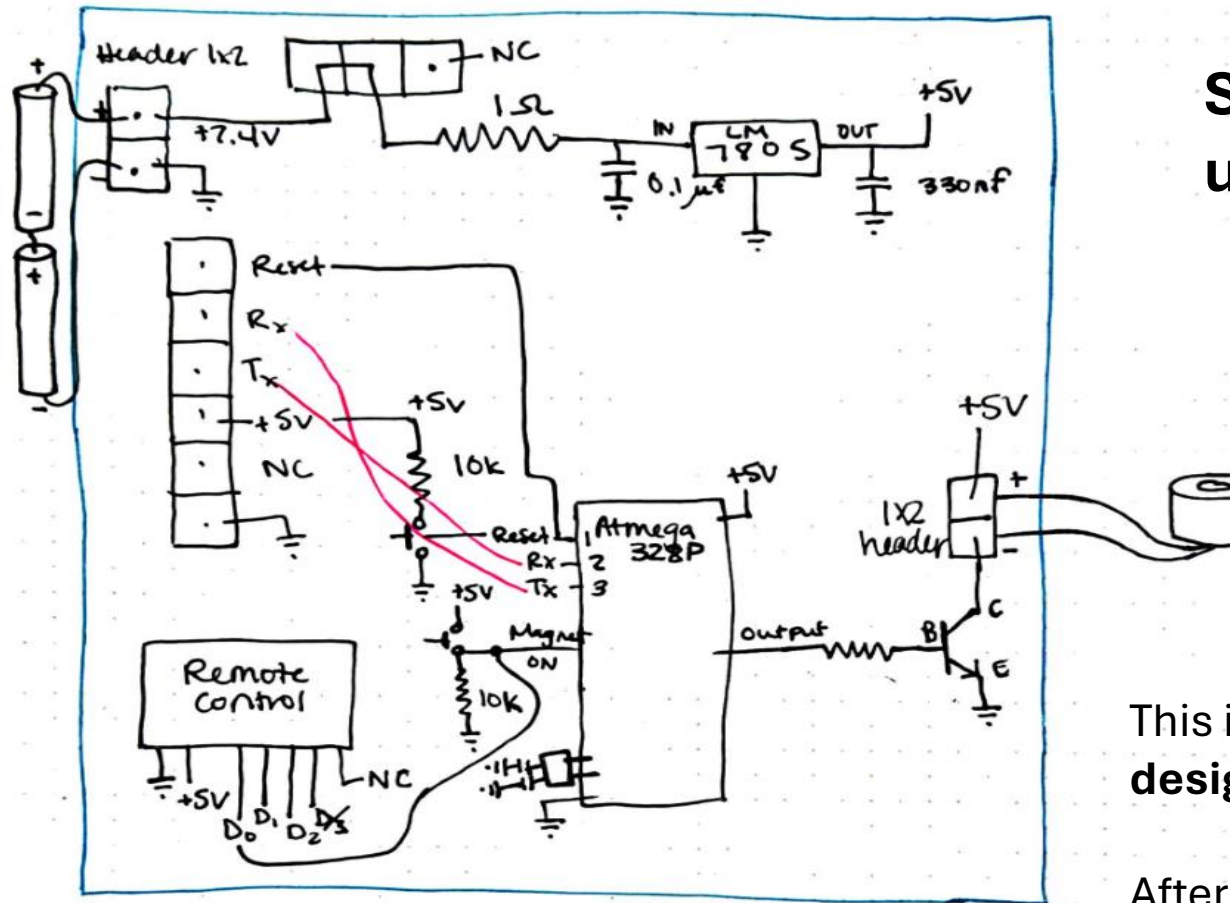 Header 1x2
NC
+
+
+7.4V
-
1Ω
IN
LM
7805
OUT
+5V
0.1µf
330nf
-
+
-
S
u
Reset
Rx
Tx
+5V
NC
+5V
10k
Reset
Rx
Tx
1
2
3
Atmega
328P
+5V
+5V
Magnet
ON
10k
Output
B
C
E
+5V
1x2
header
+
-
Remote
Control
+5V
D0
D1
D2
D3
NC
This i
desig
After